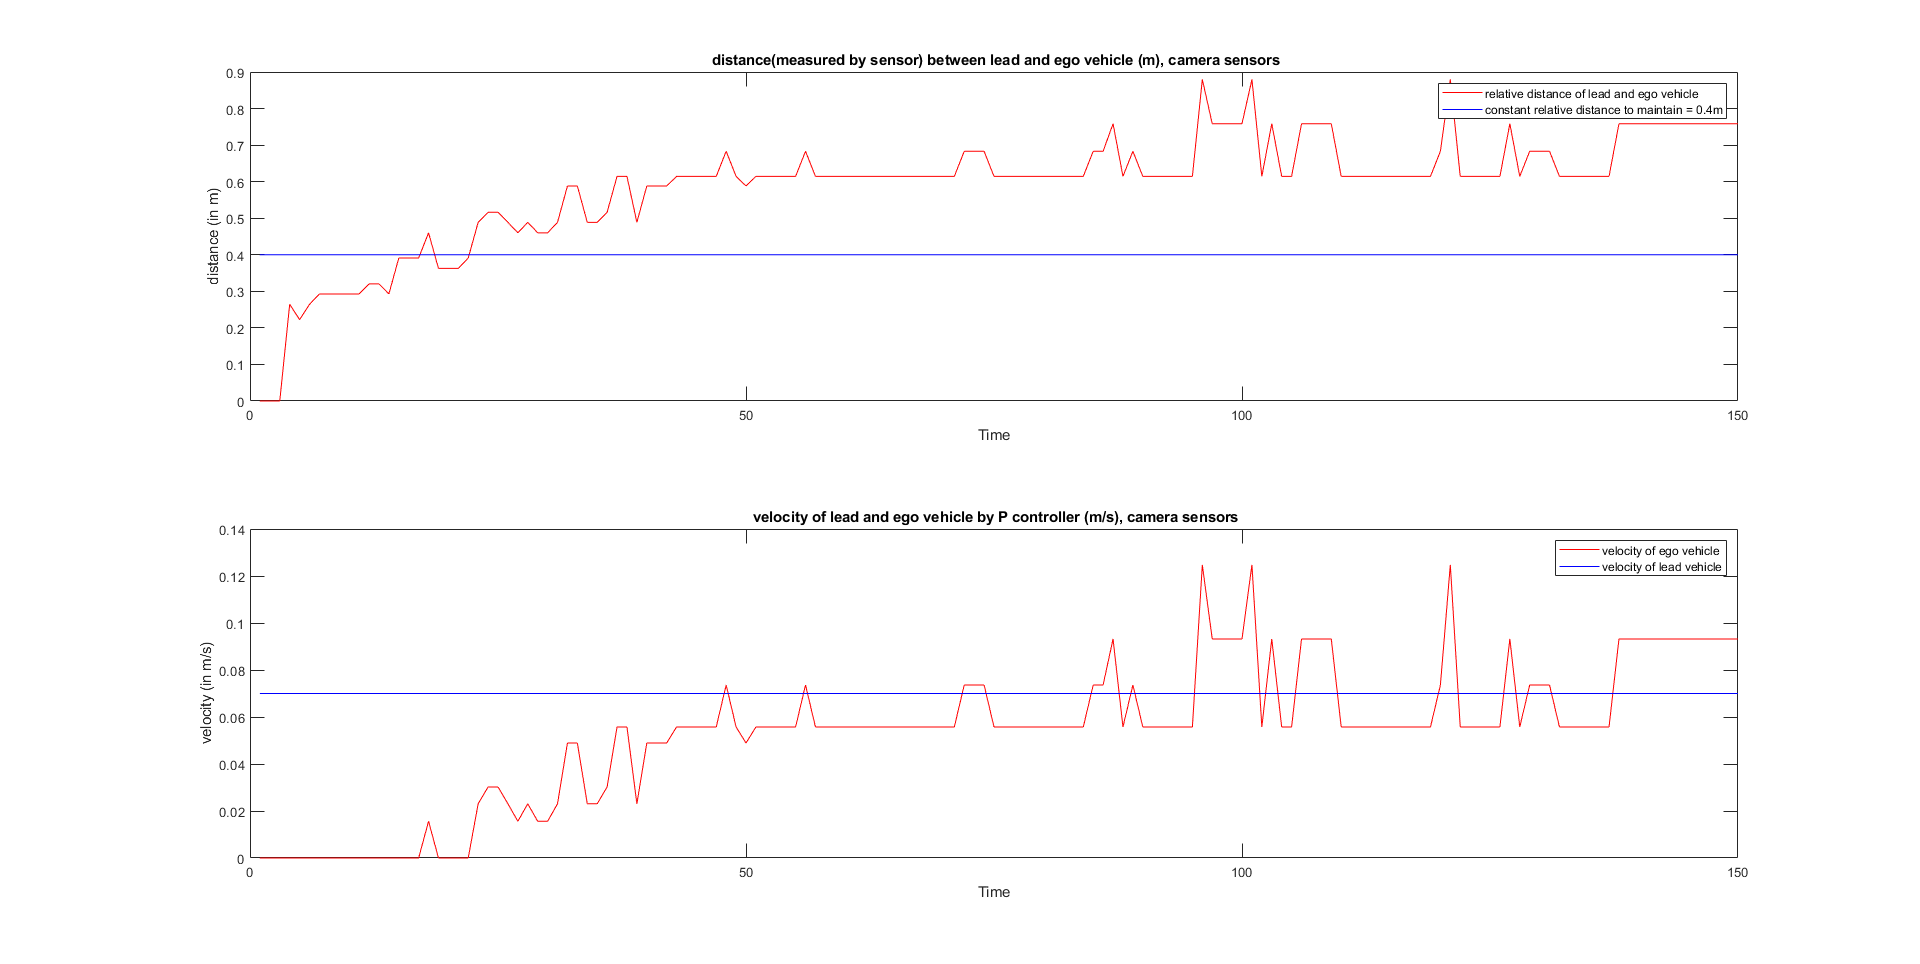 distance(measured by sensor) between lead and ego vehicle (m), camera sensors
0.9
0.8
0.7
0.6
0.5
0.4
0.3
0.2
0.1
0
distance (in m)
relative distance of lead and ego vehicle
constant relative distance to maintain = 0.4m
0 50 100 150
Time
velocity of lead and ego vehicle by P controller (m/s), camera sensors
0.14
0.12
0.1
0.08
0.06
0.04
0.02
0
velocity (in m/s)
velocity of ego vehicle
velocity of lead vehicle
0 50 100 150
Time